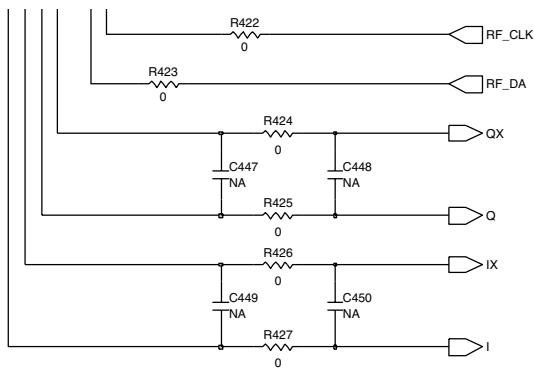 R422
0
RF_CLK
R423
0
RF_DA
R424
0
QX
C447
NA
C448
NA
R425
0
Q
R426
0
IX
C449
NA
C450
NA
R427
0
I